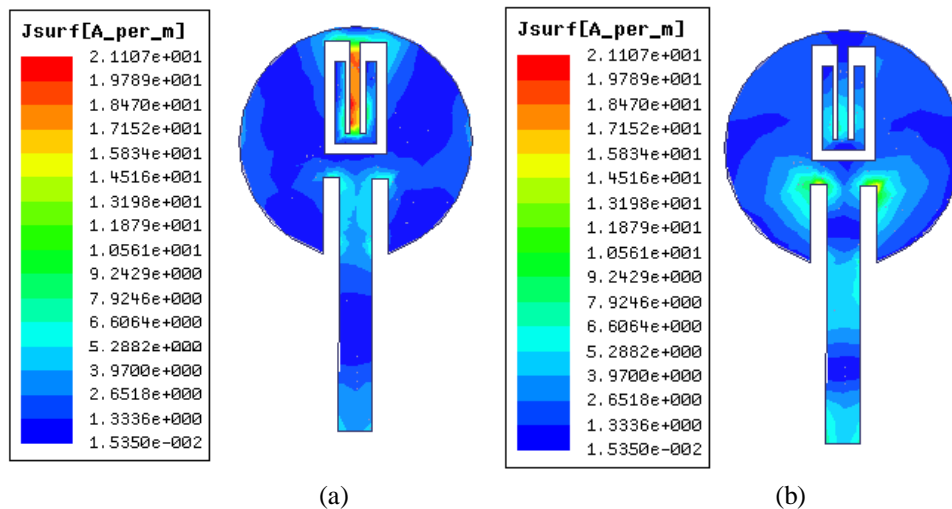 Jsurf[A_per_m]
2.1107e+001
1.9789e+001
1.8470e+001
1.7152e+001
1.5834e+001
1.4516e+001
1.3198e+001
1.1879e+001
1.0561e+001
9.2429e+000
7.9246e+000
6.6064e+000
5.2882e+000
3.9700e+000
2.6518e+000
1.3336e+000
1.5350e-002
(a)
Jsurf[A_per_m]
2.1107e+001
1.9789e+001
1.8470e+001
1.7152e+001
1.5834e+001
1.4516e+001
1.3198e+001
1.1879e+001
1.0561e+001
9.2429e+000
7.9246e+000
6.6064e+000
5.2882e+000
3.9700e+000
2.6518e+000
1.3336e+000
1.5350e-002
(b)